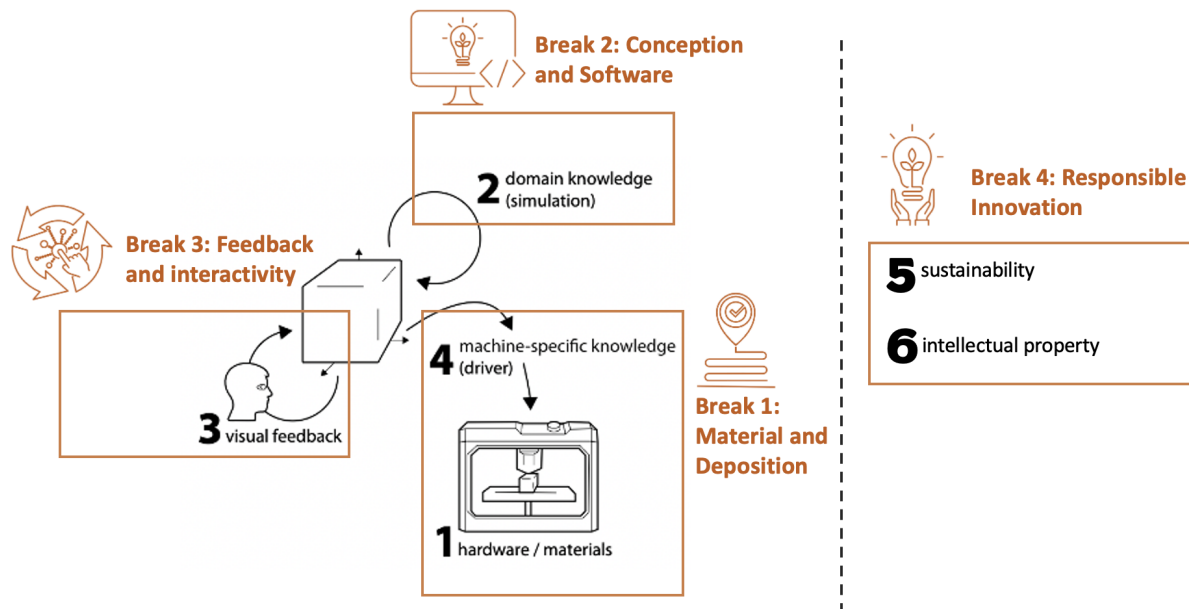 Break 2: Conception
and Software
2 domain knowledge
(simulation)
Break 3: Feedback
and interactivity
3 visual feedback
4 machine-specific knowledge
(driver)
1 hardware / materials
Break 1:
Material and
Deposition
Break 4: Responsible
Innovation
5 sustainability
6 intellectual property